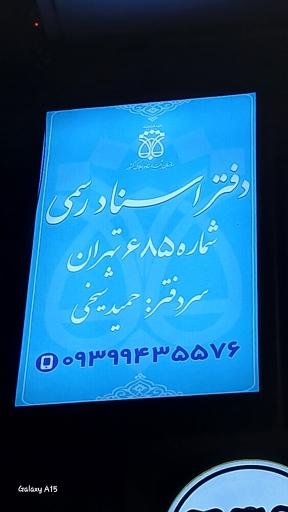 دفتر اسناد رسمی
شماره ۶۸۵ تهران
سردفتر: حمید شیخی
۰۹۳۹۹۴۳۵۵۷۶
Galaxy A15